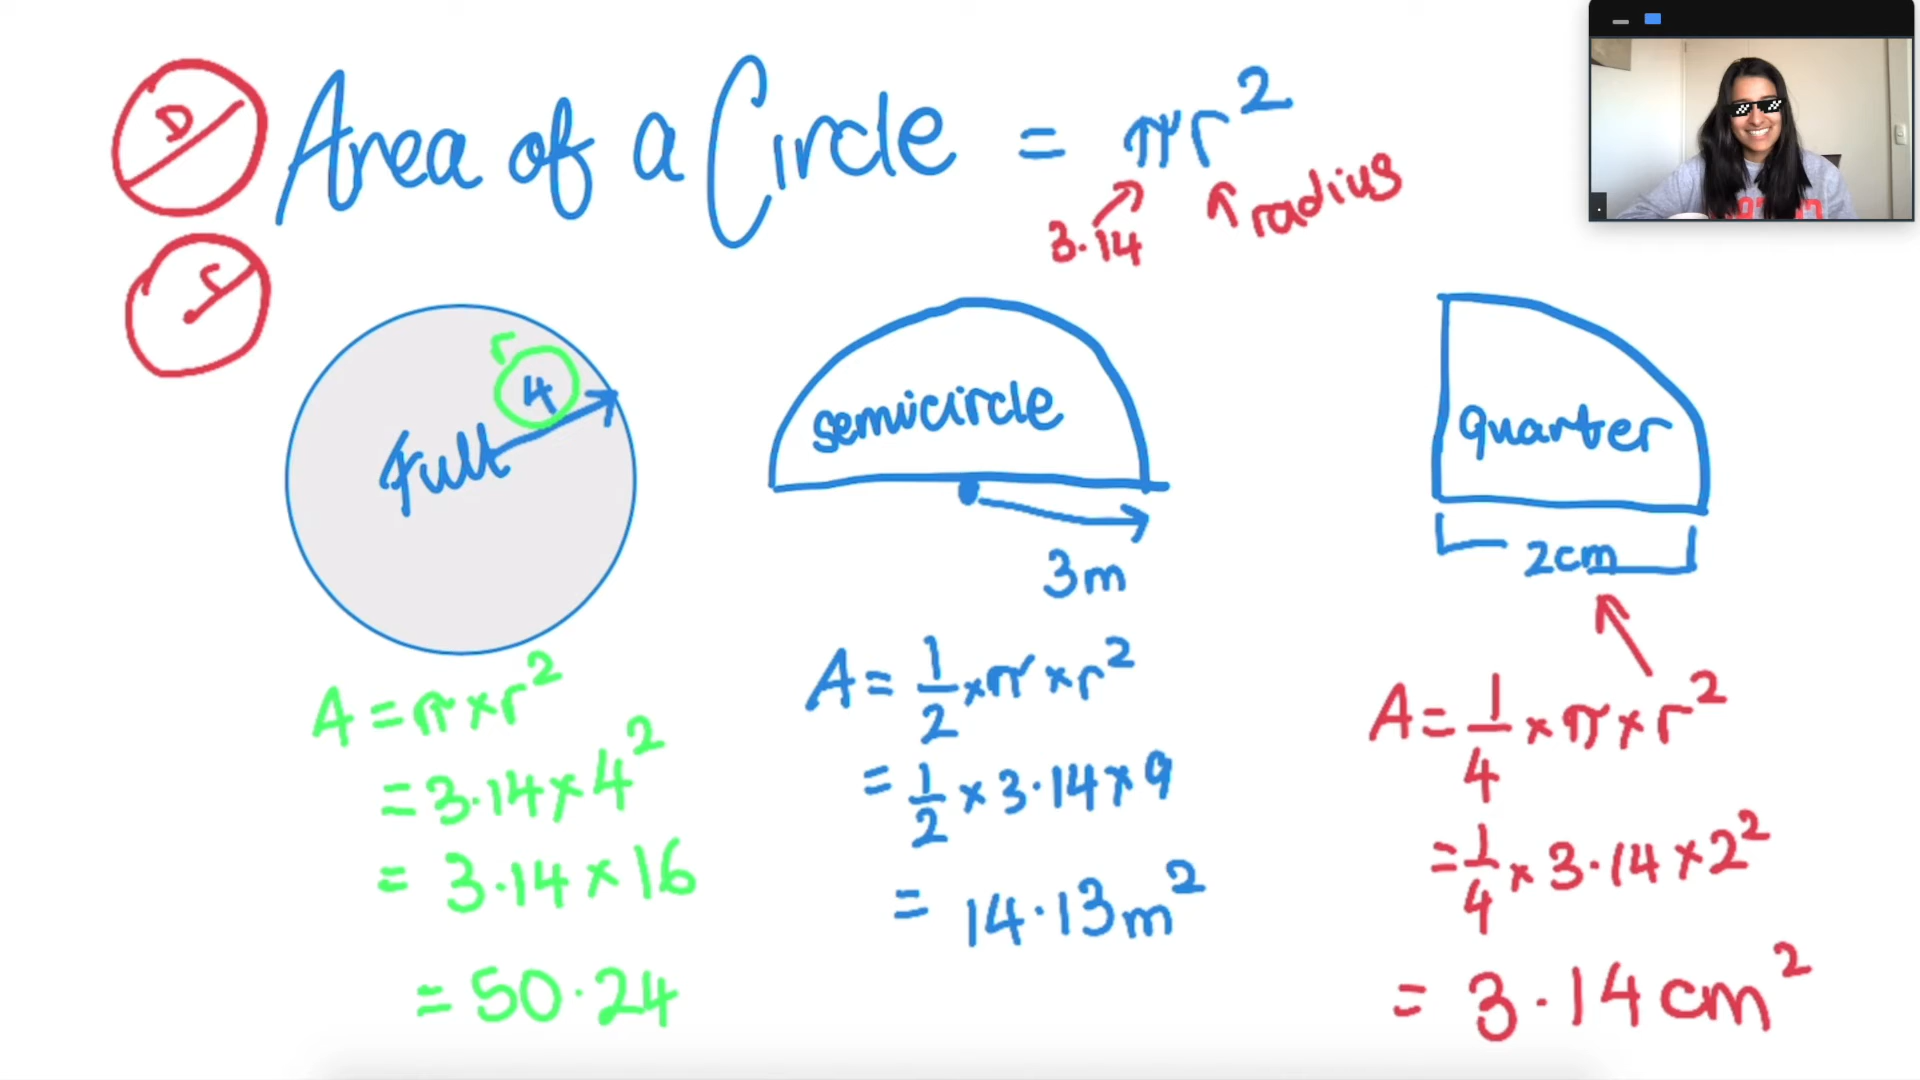 D
Area of a Circle = πr²
3.14
radius
r
r
4
Full
semicircle
3m
quarter
2cm
A = π × r²
= 3.14 × 4²
= 3.14 × 16
= 50.24
A = 1/2 × π × r²
= 1/2 × 3.14 × 9
= 14.13m²
A = 1/4 × π × r²
= 1/4 × 3.14 × 2²
= 3.14 cm²